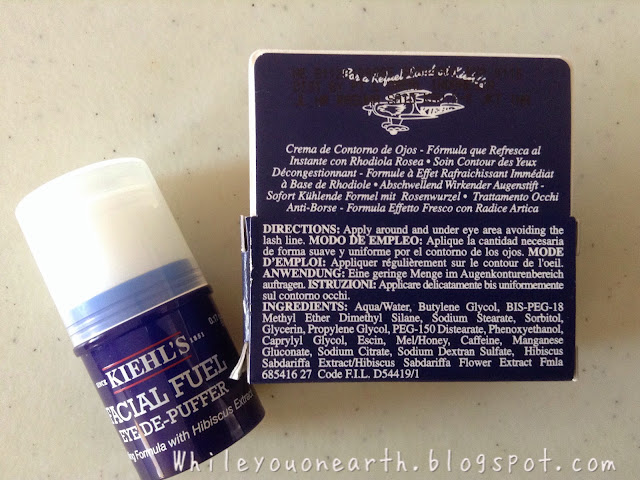 Crema de Contorno de Ojos - Fórmula que Refresca al
Instante con Rhodiola Rosea • Soin Contour des Yeux
Décongestionnant - Formule à Effet Rafraichissant Immédiat
à Base de Rhodiole • Abschwellend Wirkender Augenstift -
Sofort Kühlende Formel mit Rosenwurzel • Trattamento Occhi
Anti-Borse - Formula Effetto Fresco con Radice Artica
DIRECTIONS: Apply around and under eye area avoiding the
lash line. MODO DE EMPLEO: Aplique la cantidad necesaria
de forma suave y uniforme por el contorno de los ojos. MODE
D'EMPLOI: Appliquer régulièrement sur le contour de l'oeil.
ANWENDUNG: Eine geringe Menge im Augenkonturenbereich
auftragen. ISTRUZIONI: Applicare delicatamente bis uniformemente
sul contorno occhi.
INGREDIENTS: Aqua/Water, Butylene Glycol, BIS-PEG-18
Methyl Ether Dimethyl Silane, Sodium Stearate, Sorbitol,
Glycerin, Propylene Glycol, PEG-150 Distearate, Phenoxyethanol,
Caprylyl Glycol, Escin, Mel/Honey, Caffeine, Manganese
Gluconate, Sodium Citrate, Sodium Dextran Sulfate, Hibiscus
Sabdariffa Extract/Hibiscus Sabdariffa Flower Extract Fmla
685416 27 Code F.I.L. D54419/1
SINCE KIEHL'S 1851
FACIAL FUEL
EYE DE-PUFFER
Formula with Hibiscus Extract
Whileyouonearth.blogspot.com